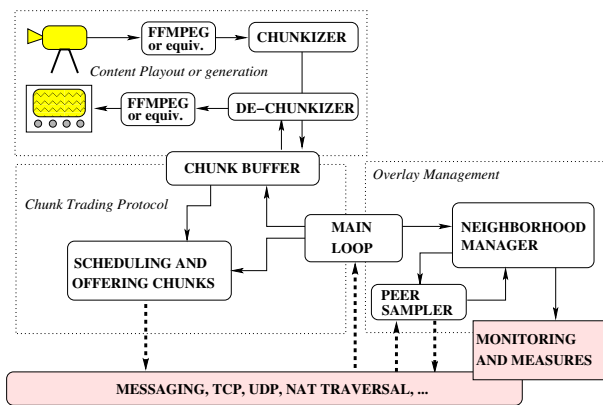 FFMPEG
or equiv.
CHUNKIZER
Content Playout or generation
FFMPEG
or equiv.
DE-CHUNKIZER
CHUNK BUFFER
Overlay Management
Chunk Trading Protocol
MAIN
LOOP
NEIGHBORHOOD
MANAGER
SCHEDULING AND
OFFERING CHUNKS
PEER
SAMPLER
MONITORING
AND MEASURES
MESSAGING, TCP, UDP, NAT TRAVERSAL, ...